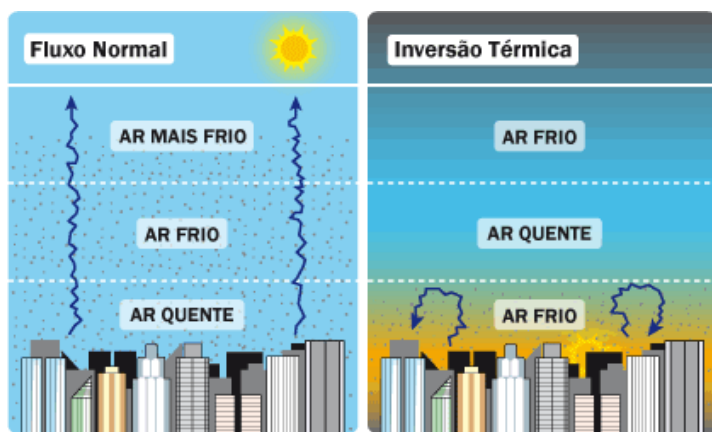 Fluxo Normal
AR MAIS FRIO
AR FRIO
AR QUENTE
Inversão Térmica
AR FRIO
AR QUENTE
AR FRIO